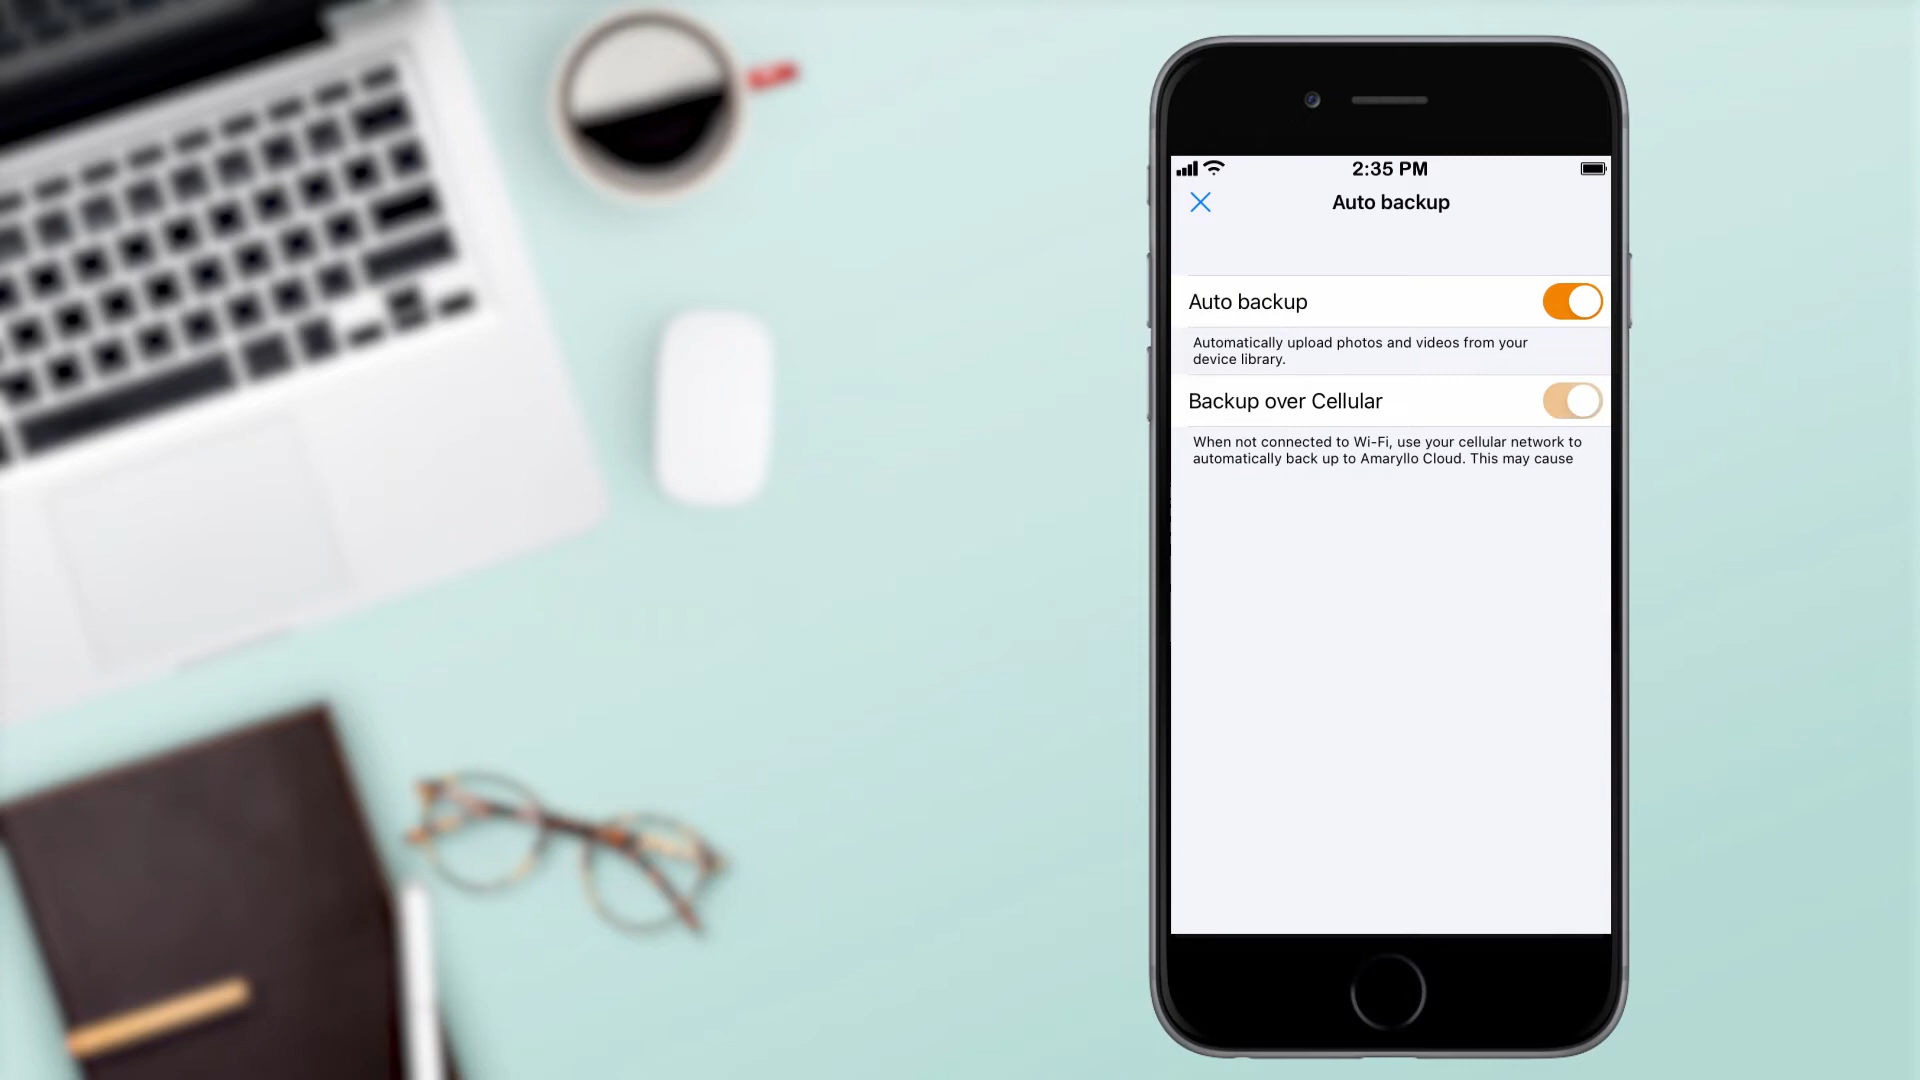 2:35 PM
Auto backup
Auto backup
Automatically upload photos and videos from your
device library.
Backup over Cellular
When not connected to Wi-Fi, use your cellular network to
automatically back up to Amaryllo Cloud. This may cause